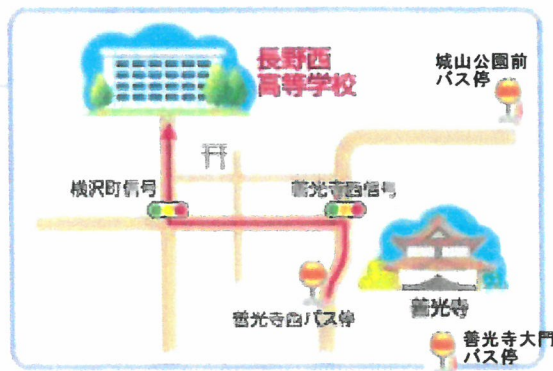 長野西
高等学校
城山公園前
バス停
横沢町信号
善光寺西信号
善光寺西バス停
善光寺
善光寺大門
バス停